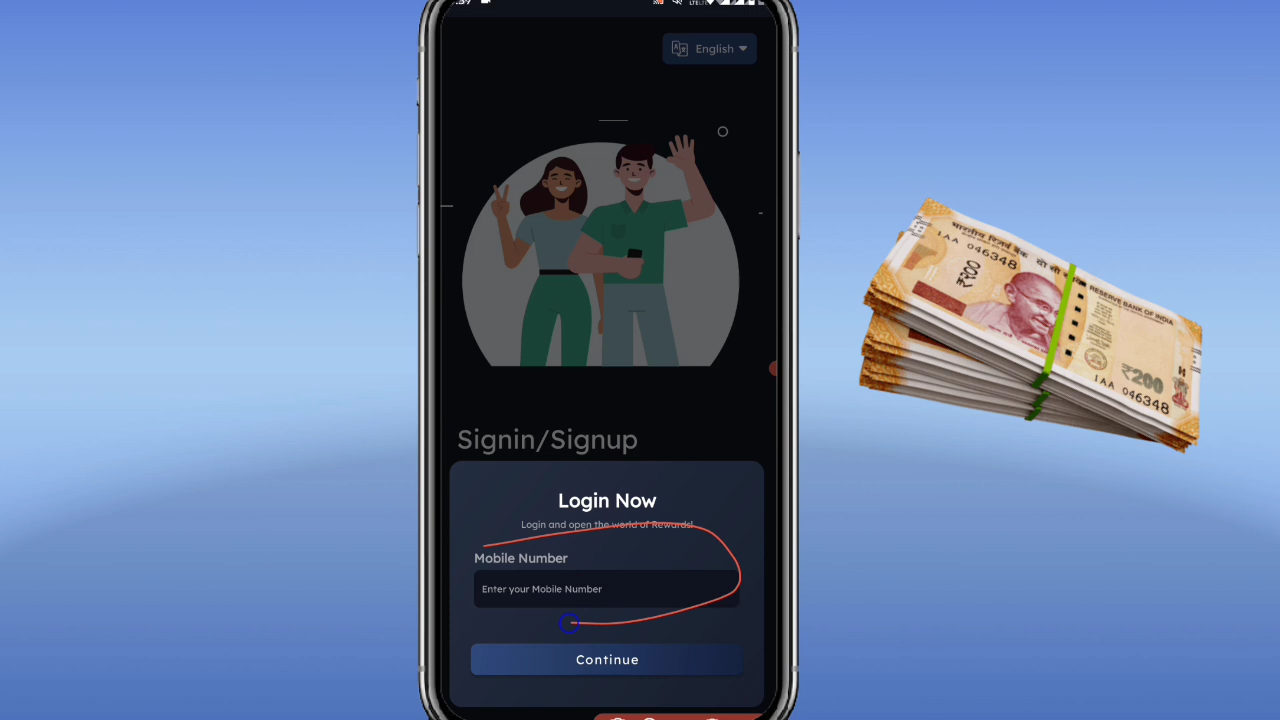 English
Signin/Signup
Login Now
Login and open the world of Rewards!
Mobile Number
Enter your Mobile Number
Continue
भारतीय रिज़र्व बैंक
दो सौ
RESERVE BANK OF INDIA
1AA 046348
₹200
₹200
1AA 046348